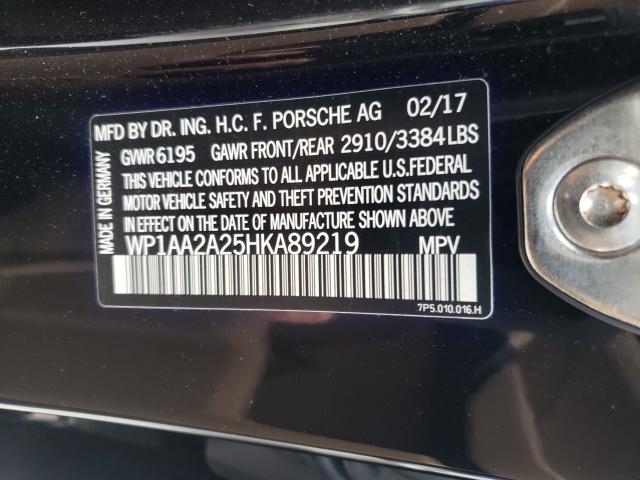 MFD BY DR. ING. H.C. F. PORSCHE AG 02/17
GVWR 6195 GAWR FRONT/REAR 2910/3384 LBS
THIS VEHICLE CONFORMS TO ALL APPLICABLE U.S.FEDERAL
MOTOR VEHICLE SAFETY AND THEFT PREVENTION STANDARDS
IN EFFECT ON THE DATE OF MANUFACTURE SHOWN ABOVE
WP1AA2A25HKA89219 MPV
7P5.010.016.H
MADE IN GERMANY